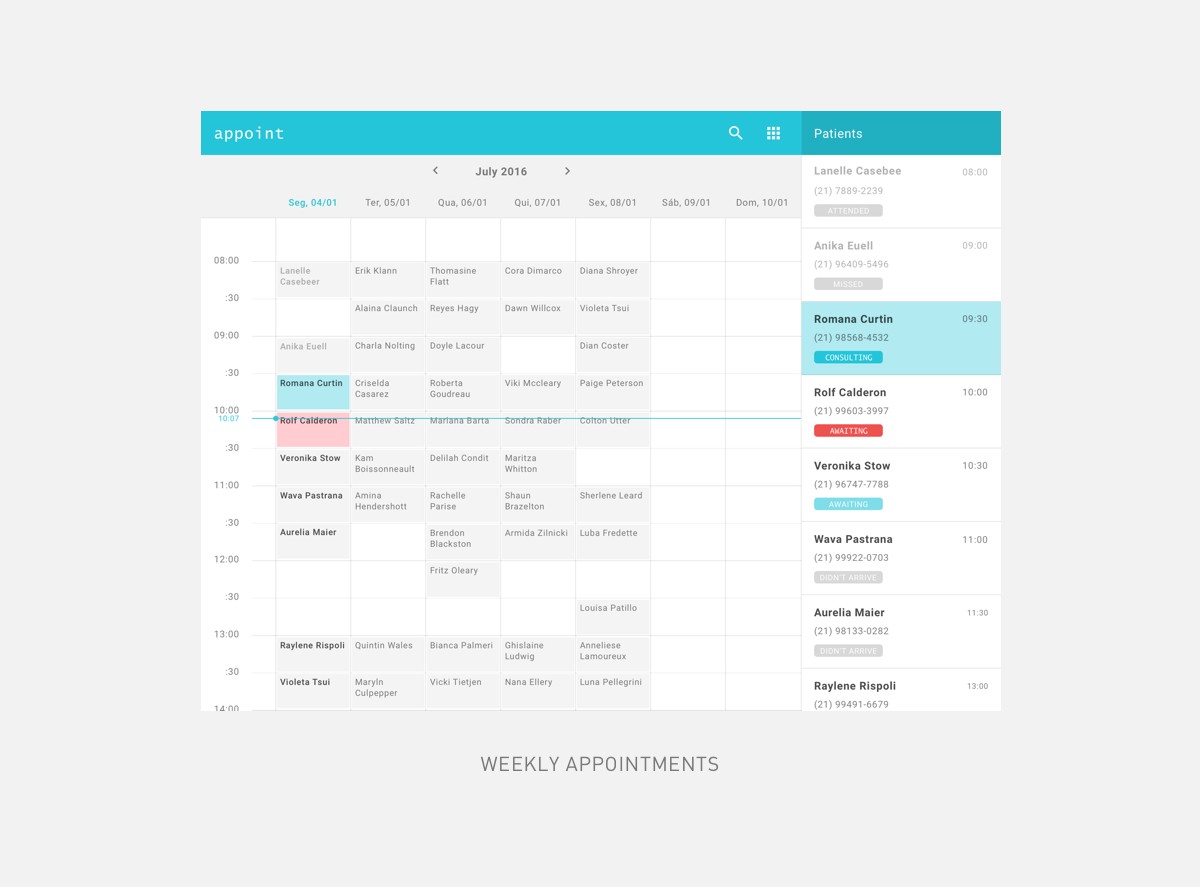 appoint
Patients
July 2016
Seg, 04/01 Ter, 05/01 Qua, 06/01 Qui, 07/01 Sex, 08/01 Sáb, 09/01 Dom, 10/01
08:00
Lanelle Casebeer
Erik Klann
Thomasine Flatt
Cora Dimarco
Diana Shroyer
:30
Alaina Claunch
Reyes Hagy
Dawn Willcox
Violeta Tsui
09:00
Anika Euell
Charla Nolting
Doyle Lacour
Dian Coster
:30
Romana Curtin
Criselda Casarez
Roberta Goudreau
Viki Mccleary
Paige Peterson
10:00
10:07
Rolf Calderon
Matthew Saltz
Marlana Barta
Sondra Raber
Colton Utter
:30
Veronika Stow
Kam Boissonneault
Delilah Condit
Maritza Whitton
11:00
Wava Pastrana
Amina Hendershott
Rachelle Parise
Shaun Brazelton
Sherlene Leard
:30
Aurelia Maier
Brendon Blackston
Armida Zilnicki
Luba Fredette
12:00
Fritz Oleary
:30
Louisa Patillo
13:00
Raylene Rispoli
Quintin Wales
Bianca Palmeri
Ghislaine Ludwig
Anneliese Lamoureux
:30
Violeta Tsui
Maryln Culpepper
Vicki Tietjen
Nana Ellery
Luna Pellegrini
14:00
Lanelle Casebee 08:00
(21) 7889-2239
ATTENDED
Anika Euell 09:00
(21) 96409-5496
MISSED
Romana Curtin 09:30
(21) 98568-4532
CONSULTING
Rolf Calderon 10:00
(21) 99603-3997
AWAITING
Veronika Stow 10:30
(21) 96747-7788
AWAITING
Wava Pastrana 11:00
(21) 99922-0703
DIDN'T ARRIVE
Aurelia Maier 11:30
(21) 98133-0282
DIDN'T ARRIVE
Raylene Rispoli 13:00
(21) 99491-6679
WEEKLY APPOINTMENTS